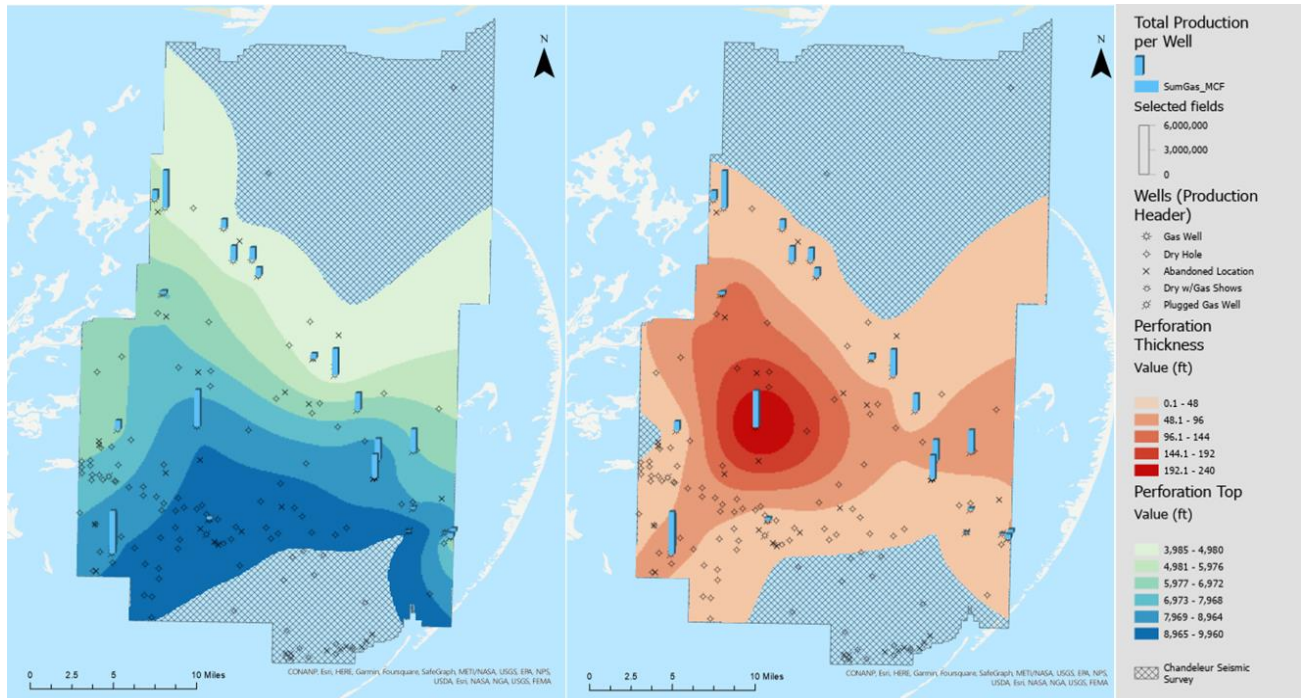 N
0
5
10 Miles
CONANP, Esri, HERE, Garmin, Foursquare, SafeGraph, METI/NASA, USGS, EPA, NPS,
USDA, Esri, NASA, NGA, USGS, FEMA
N
0
5
10 Miles
CONANP, Esri, HERE, Garmin, Foursquare, SafeGraph, METI/NASA, USGS, EPA, NPS,
USDA, Esri, NASA, NGA, USGS, FEMA
Total Production
per Well
SumGas_MCF
Selected fields
6,000,000
3,000,000
0
Wells (Production
Header)
Gas Well
Dry Hole
Abandoned Location
Dry w/Gas Shows
Plugged Gas Well
Perforation
Thickness
Value (ft)
0.1 - 48
48.1 - 96
96.1 - 144
144.1 - 192
192.1 - 240
Perforation Top
Value (ft)
3,985 - 4,980
4,981 - 5,976
5,977 - 6,972
6,973 - 7,968
7,969 - 8,964
8,965 - 9,960
Chandeleur Seismic
Survey